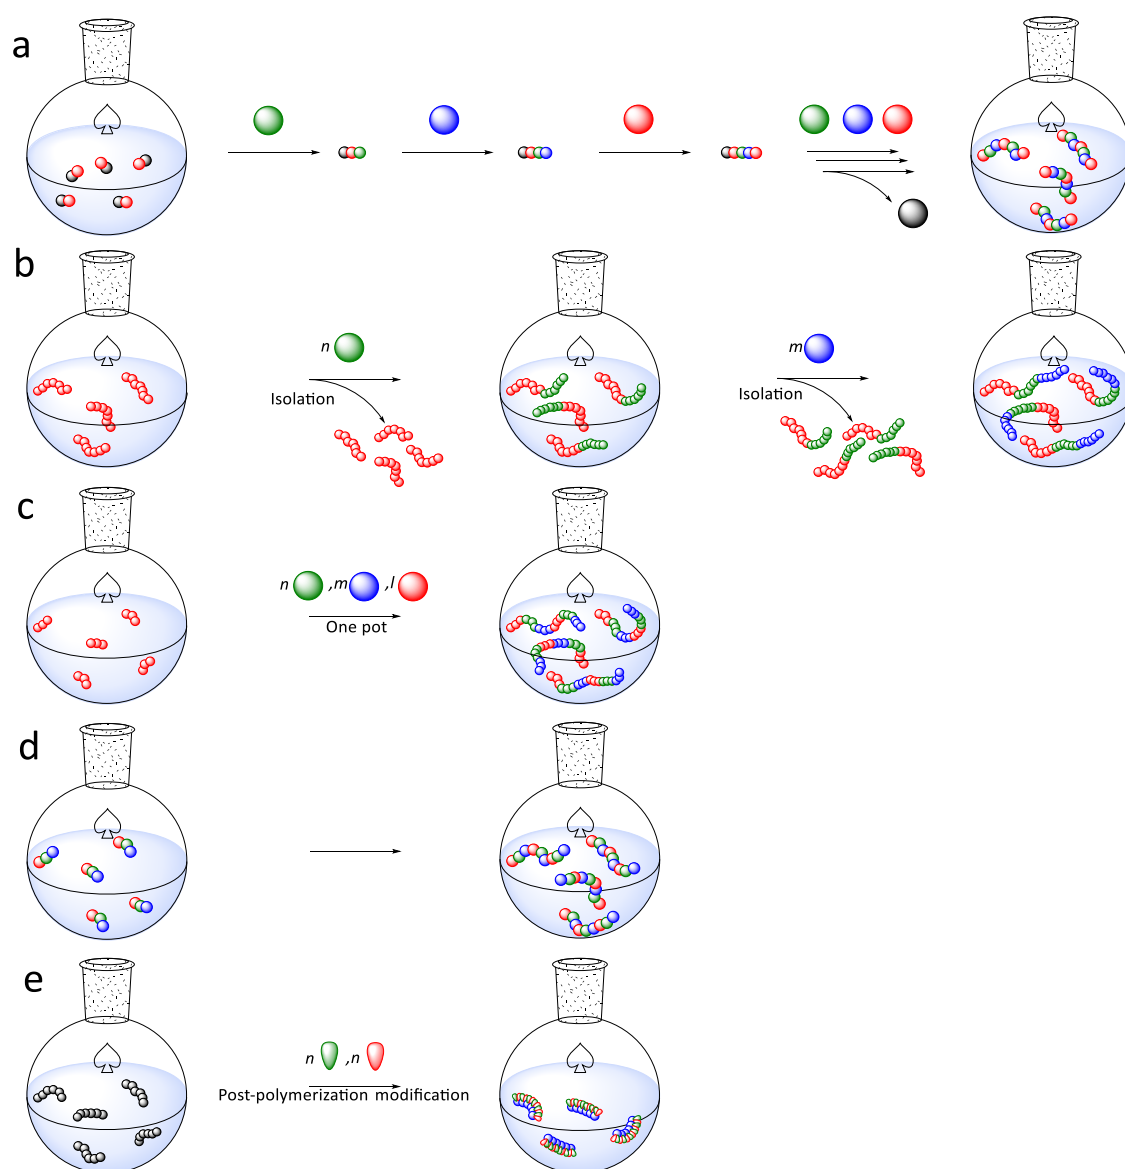 a
b
n
Isolation
m
Isolation
c
n ,m ,l
One pot
d
e
n ,n
Post-polymerization modification